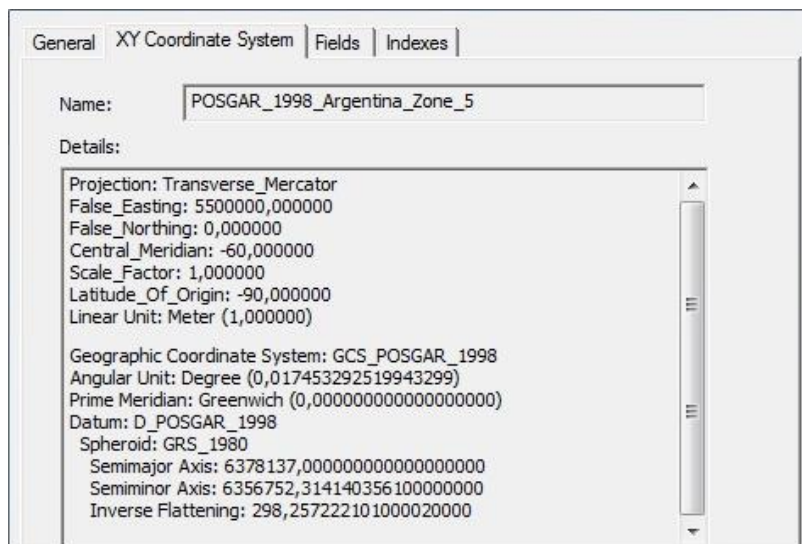 General XY Coordinate System Fields Indexes
Name: POSGAR_1998_Argentina_Zone_5
Details:
Projection: Transverse_Mercator
False_Easting: 5500000,000000
False_Northing: 0,000000
Central_Meridian: -60,000000
Scale_Factor: 1,000000
Latitude_Of_Origin: -90,000000
Linear Unit: Meter (1,000000)
Geographic Coordinate System: GCS_POSGAR_1998
Angular Unit: Degree (0,017453292519943299)
Prime Meridian: Greenwich (0,000000000000000000)
Datum: D_POSGAR_1998
Spheroid: GRS_1980
Semimajor Axis: 6378137,000000000000000000
Semiminor Axis: 6356752,314140356100000000
Inverse Flattening: 298,257222101000020000